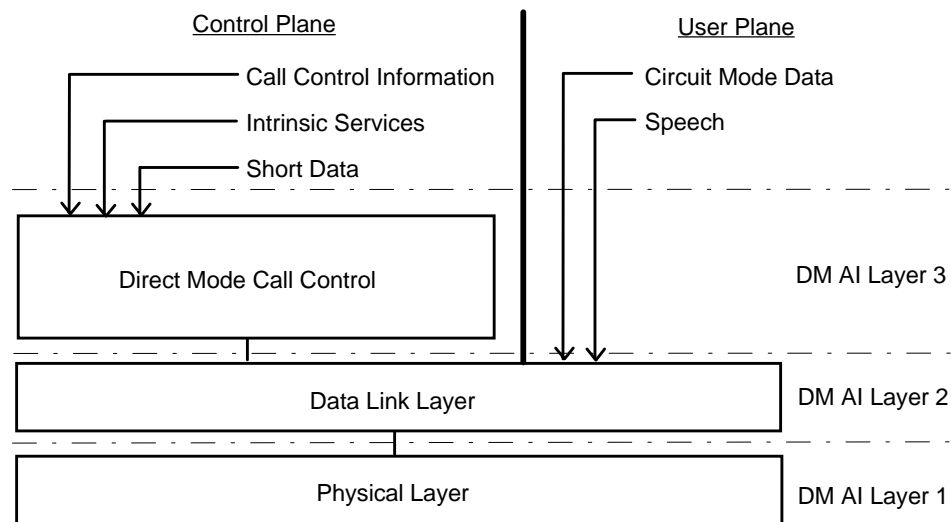 Control Plane
User Plane
Call Control Information
Circuit Mode Data
Intrinsic Services
Speech
Short Data
Direct Mode Call Control
DM AI Layer 3
Data Link Layer
DM AI Layer 2
Physical Layer
DM AI Layer 1